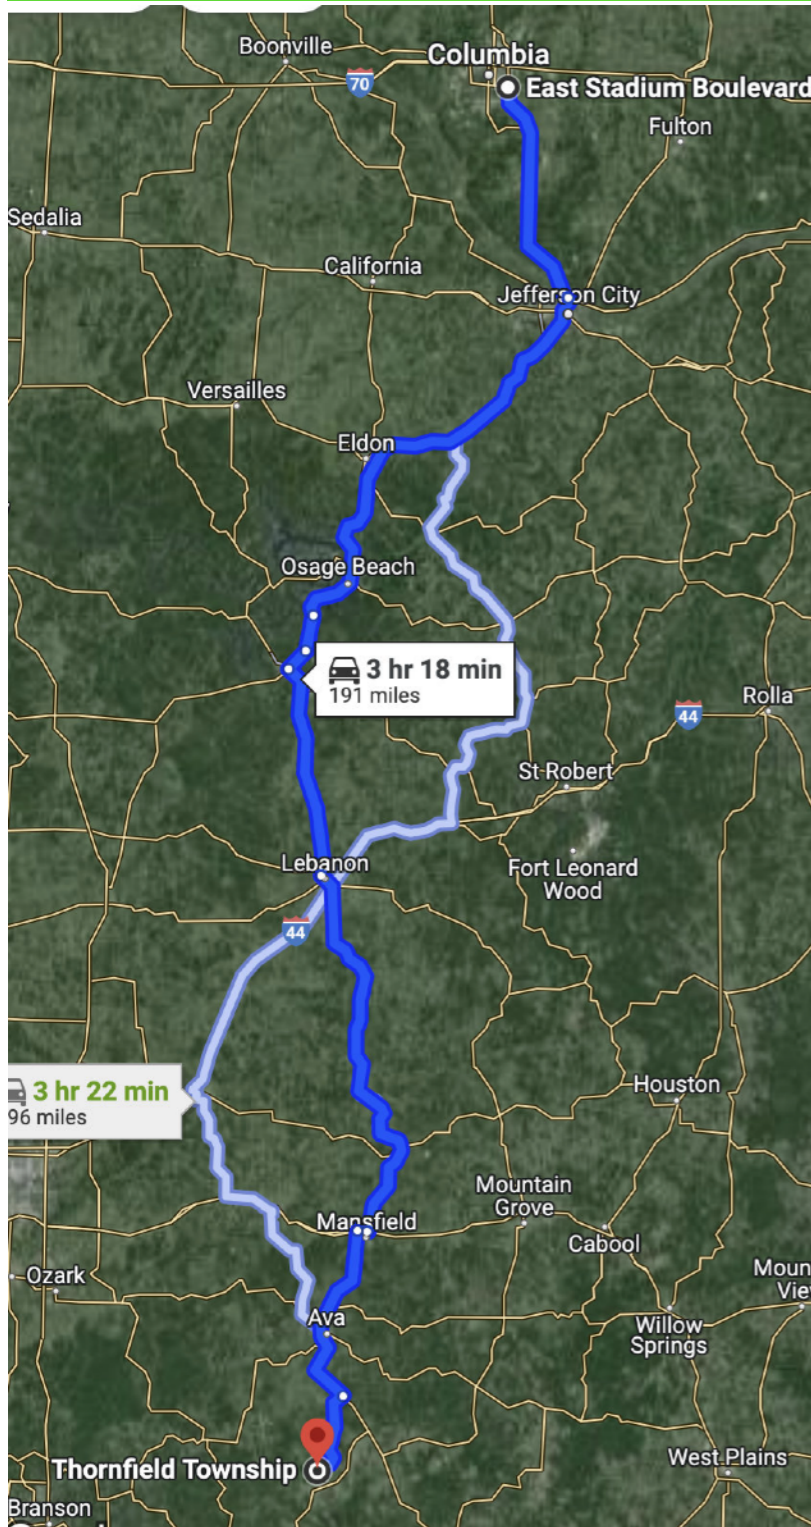 Boonville
Columbia
70
East Stadium Boulevard
Fulton
Sedalia
California
Jefferson City
Versailles
Eldon
Osage Beach
3 hr 18 min
191 miles
Rolla
44
St Robert
Lebanon
Fort Leonard
Wood
44
3 hr 22 min
96 miles
Houston
Mountain
Grove
Mansfield
Cabool
Ozark
Moun
Vie
Ava
Willow
Springs
Thornfield Township
West Plains
Branson